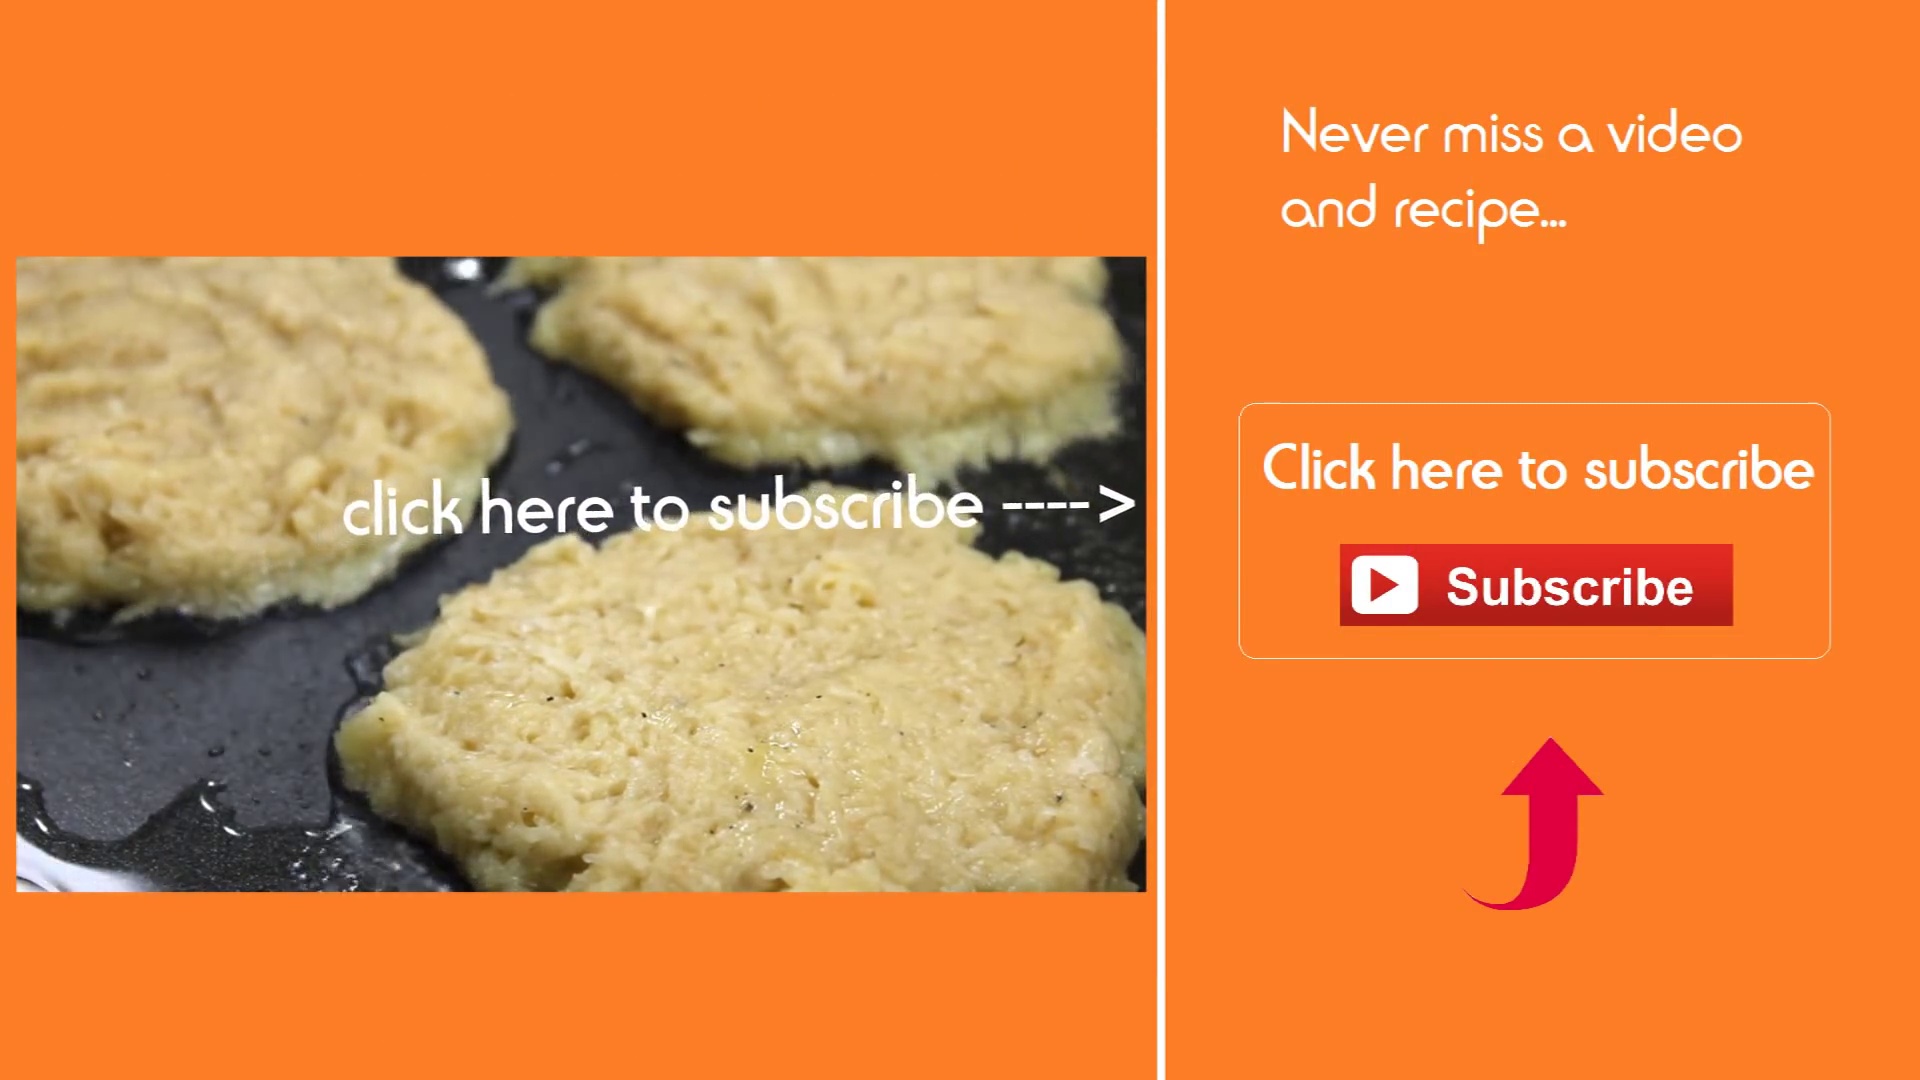 click here to subscribe ---->
Never miss a video
and recipe...
Click here to subscribe
Subscribe